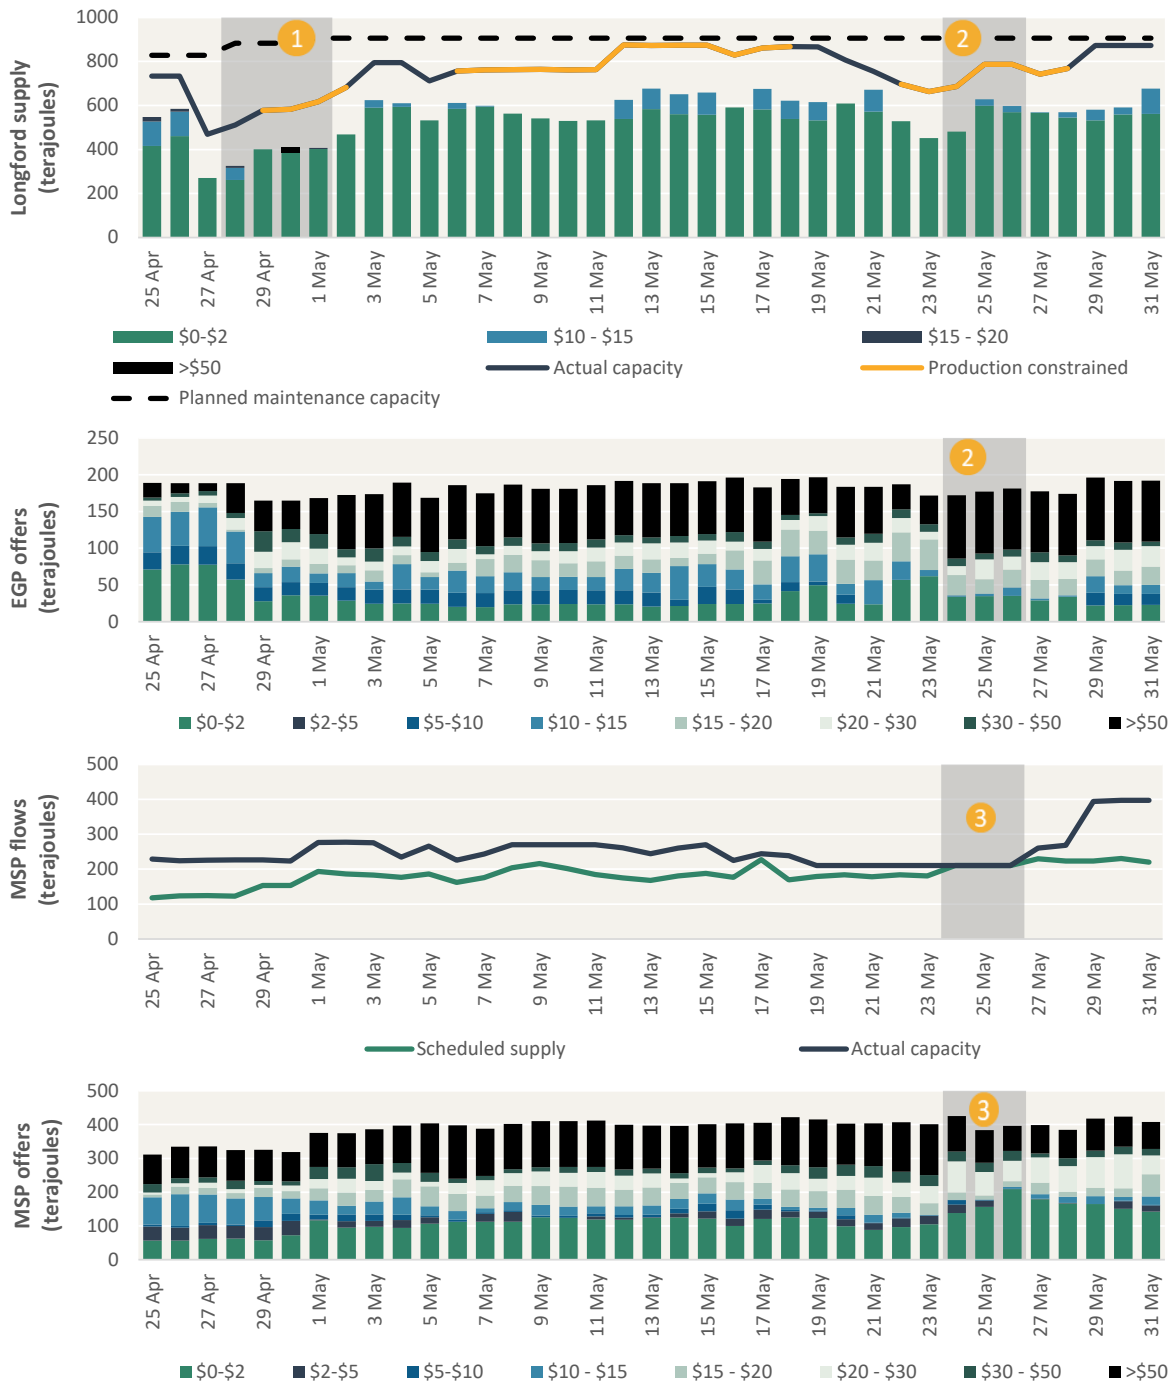 Longford supply
(terajoules)
1000
800
600
400
200
0
1
2
25 Apr
27 Apr
29 Apr
1 May
3 May
5 May
7 May
9 May
11 May
13 May
15 May
17 May
19 May
21 May
23 May
25 May
27 May
29 May
31 May
$0-$2
$10 - $15
$15 - $20
>$50
Actual capacity
Production constrained
Planned maintenance capacity
EGP offers
(terajoules)
250
200
150
100
50
0
2
25 Apr
27 Apr
29 Apr
1 May
3 May
5 May
7 May
9 May
11 May
13 May
15 May
17 May
19 May
21 May
23 May
25 May
27 May
29 May
31 May
$0-$2
$2-$5
$5-$10
$10 - $15
$15 - $20
$20 - $30
$30 - $50
>$50
MSP flows
(terajoules)
500
400
300
200
100
0
3
25 Apr
27 Apr
29 Apr
1 May
3 May
5 May
7 May
9 May
11 May
13 May
15 May
17 May
19 May
21 May
23 May
25 May
27 May
29 May
31 May
Scheduled supply
Actual capacity
MSP offers
(terajoules)
500
400
300
200
100
0
3
25 Apr
27 Apr
29 Apr
1 May
3 May
5 May
7 May
9 May
11 May
13 May
15 May
17 May
19 May
21 May
23 May
25 May
27 May
29 May
31 May
$0-$2
$2-$5
$5-$10
$10 - $15
$15 - $20
$20 - $30
$30 - $50
>$50